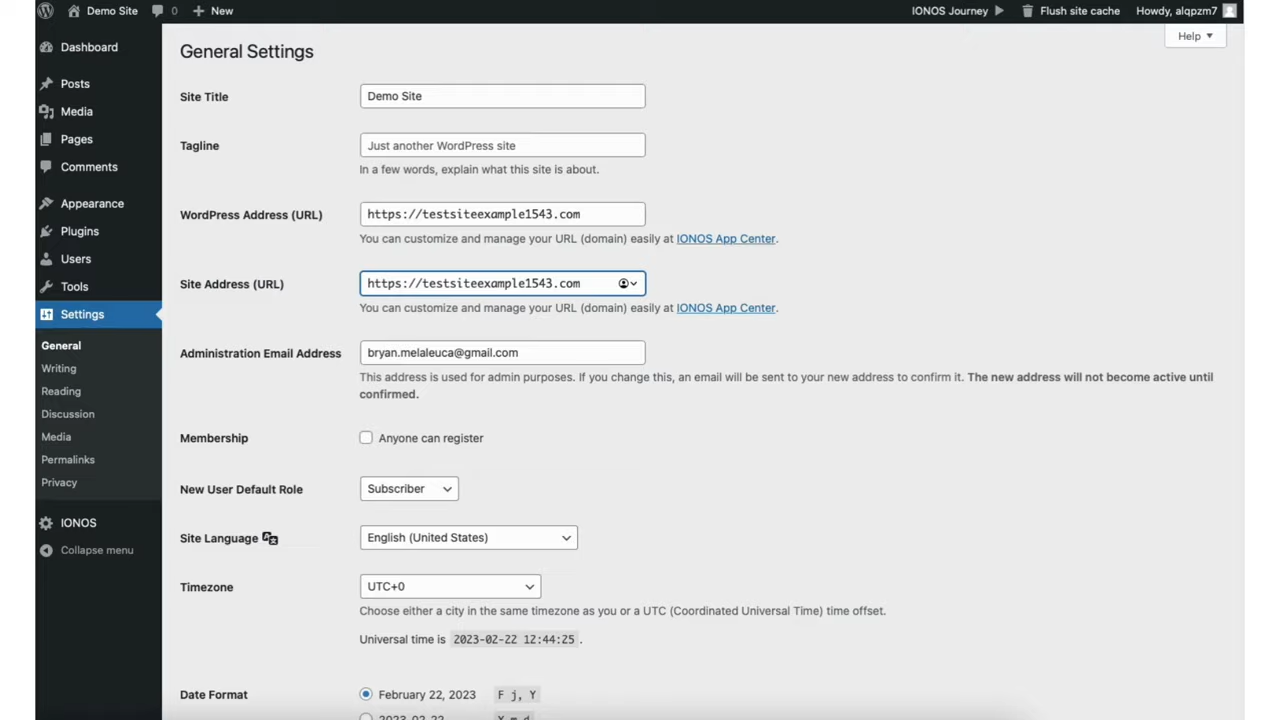 Demo Site 0 New IONOS Journey Flush site cache Howdy, alqpzm7
Help
Dashboard
Posts
Media
Pages
Comments
Appearance
Plugins
Users
Tools
Settings
General
Writing
Reading
Discussion
Media
Permalinks
Privacy
IONOS
Collapse menu
General Settings
Site Title Demo Site
Tagline Just another WordPress site
In a few words, explain what this site is about.
WordPress Address (URL) https://testsiteexample1543.com
You can customize and manage your URL (domain) easily at IONOS App Center.
Site Address (URL) https://testsiteexample1543.com
You can customize and manage your URL (domain) easily at IONOS App Center.
Administration Email Address bryan.melaleuca@gmail.com
This address is used for admin purposes. If you change this, an email will be sent to your new address to confirm it. The new address will not become active until
confirmed.
Membership Anyone can register
New User Default Role Subscriber
Site Language English (United States)
Timezone UTC+0
Choose either a city in the same timezone as you or a UTC (Coordinated Universal Time) time offset.
Universal time is 2023-02-22 12:44:25 .
Date Format February 22, 2023 F j, Y